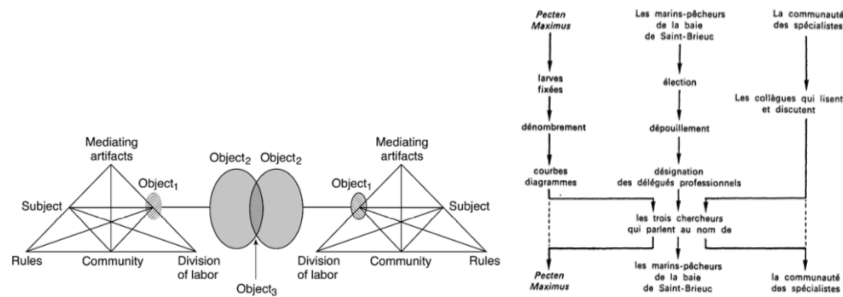 Mediating
artifacts
Object2
Object2
Mediating
artifacts
Object1
Object1
Subject
Subject
Rules
Community
Division
of labor
Object3
Division
of labor
Community
Rules
Pecten
Maximus
Les marins-pêcheurs de
la baie
de Saint-Brieuc
La communauté
des spécialistes
larves
fixées
élection
Les collègues qui lisent
et discutent
dénombrement
dépouillement
courbes
diagrammes
désignation
des délégués professionnels
les trois chercheurs
qui parlent au nom de
Pecten
Maximus
les marins-pêcheurs
de la baie
de Saint-Brieuc
la communauté
des spécialistes